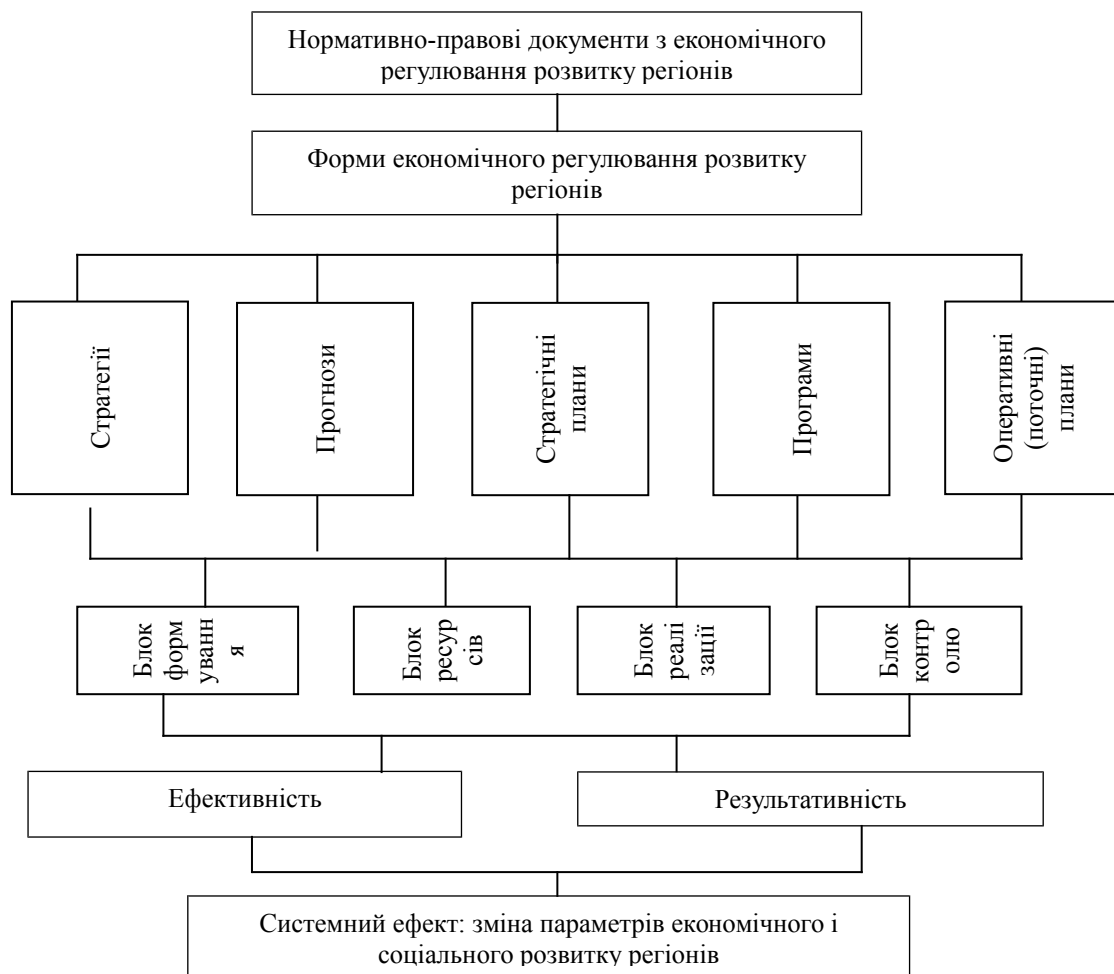 Нормативно-правові документи з економічного
регулювання розвитку регіонів
Форми економічного регулювання розвитку
регіонів
Стратегії
Прогнози
Стратегічні
плани
Програми
Оперативні
(поточні)
плани
Блок
форм
уванн
я
Блок
ресур
сів
Блок
реалі
зації
Блок
контр
олю
Ефективність
Результативність
Системний ефект: зміна параметрів економічного і
соціального розвитку регіонів